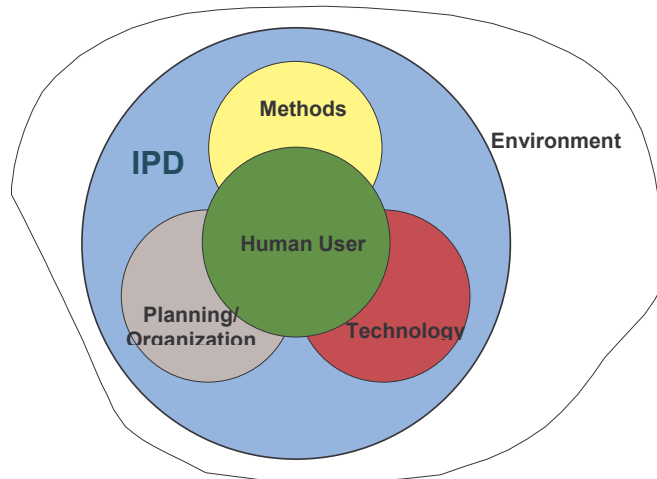 Methods
Environment
IPD
Human User
Planning/
Organization
Technology